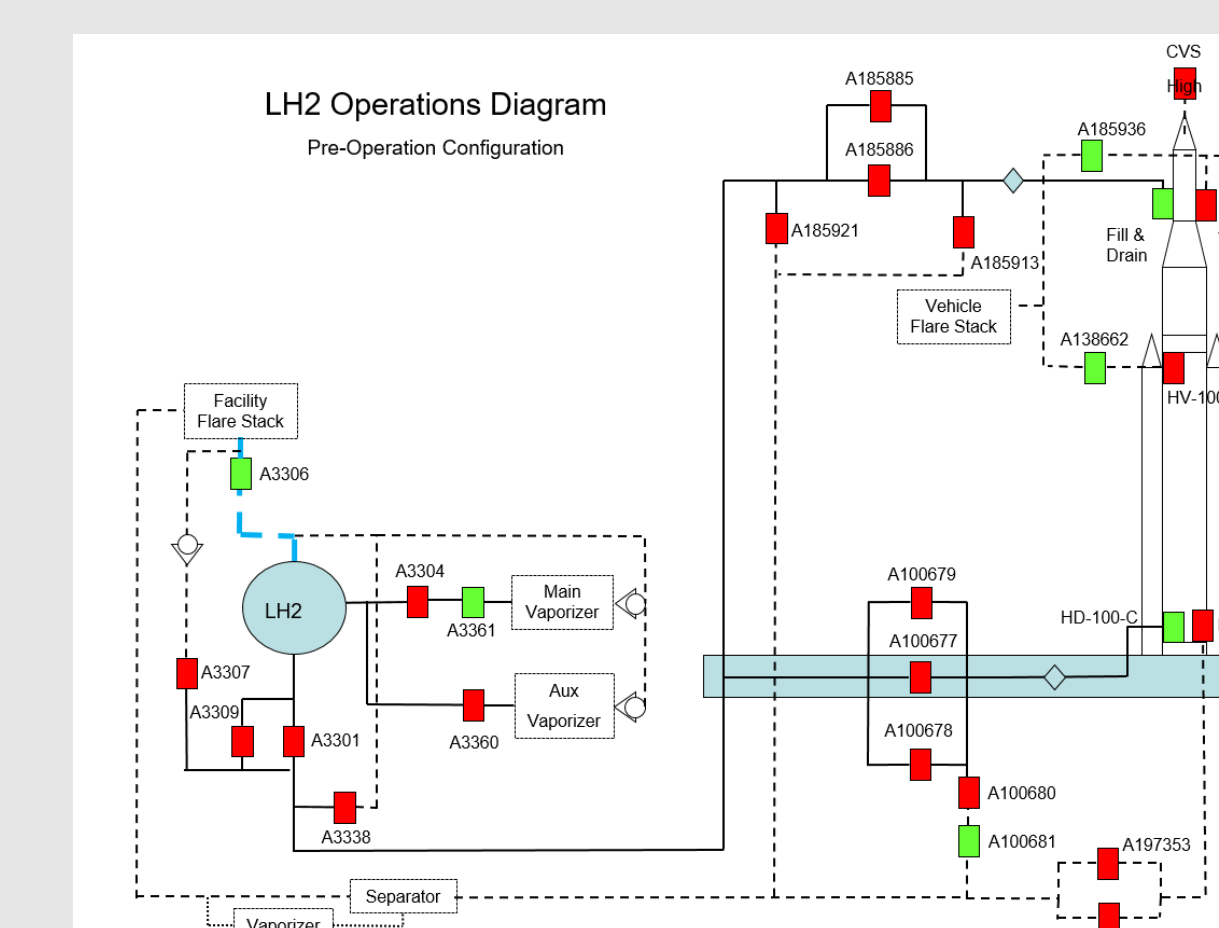 CVS
High
A185885
LH2 Operations Diagram
Pre-Operation Configuration
A185936
A185886
A185921
A185913
Fill &
Drain
Vehicle
Flare Stack
A138662
HV-100
Facility
Flare Stack
A3306
A3304
Main
Vaporizer
A3361
LH2
A100679
HD-100-C
A100677
A3307
A3309
A3301
Aux
Vaporizer
A3360
A100678
A100680
A3338
A100681
A197353
Separator
Vaporizer